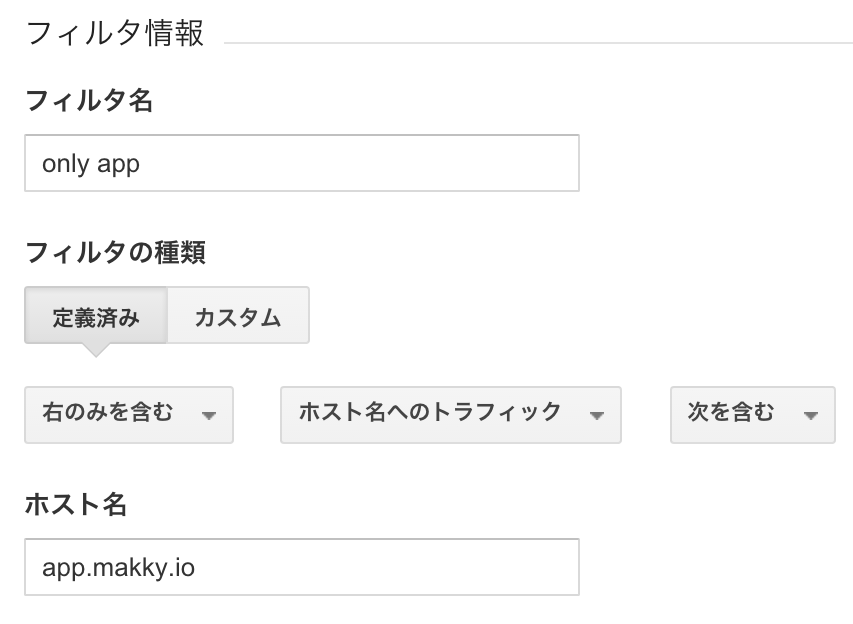 フィルタ情報
フィルタ名
only app
フィルタの種類
定義済み カスタム
右のみを含む ホスト名へのトラフィック 次を含む
ホスト名
app.makky.io